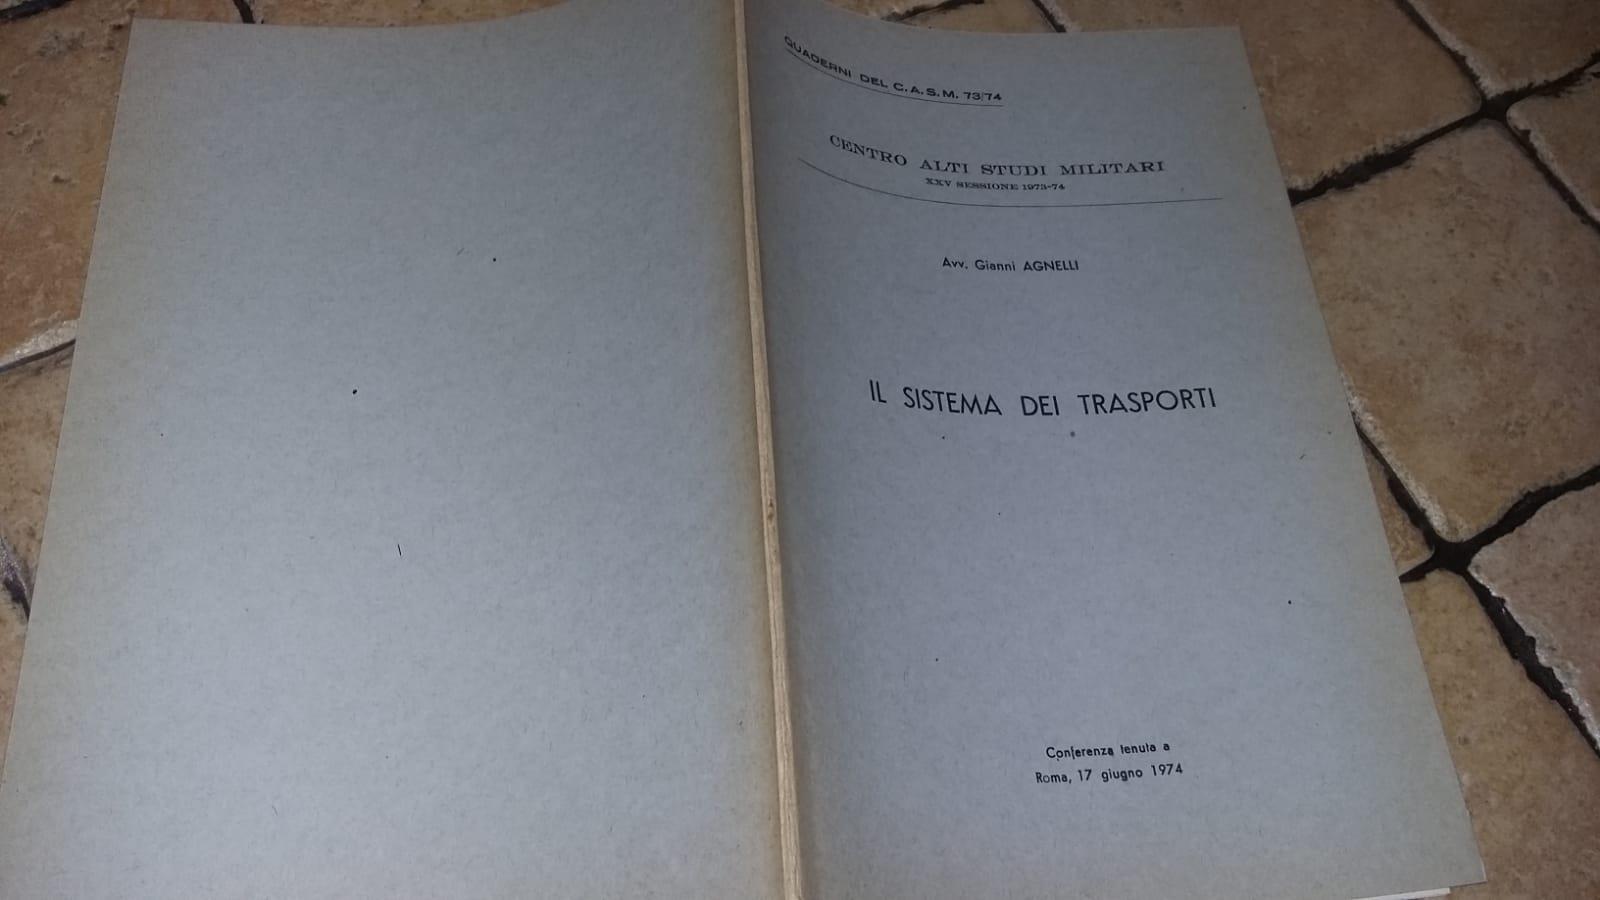 QUADERNI DEL C.A.S.M. 73/74
CENTRO ALTI STUDI MILITARI
XXV SESSIONE 1973-74
Avv. Gianni AGNELLI
IL SISTEMA DEI TRASPORTI
Conferenza tenuta a
Roma, 17 giugno 1974